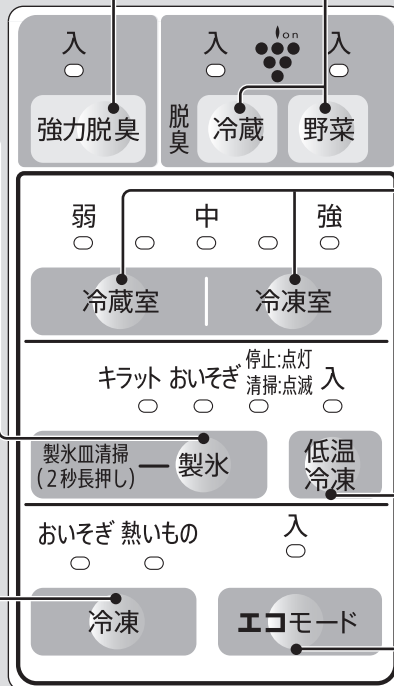 入
入
ion
入
強力脱臭
脱臭
冷蔵
野菜
弱
中
強
冷蔵室
冷凍室
キラット
おいそぎ
停止:点灯
清掃:点滅
入
製氷皿清掃
(2秒長押し)
製氷
低温
冷凍
おいそぎ
熱いもの
入
冷凍
エコモード